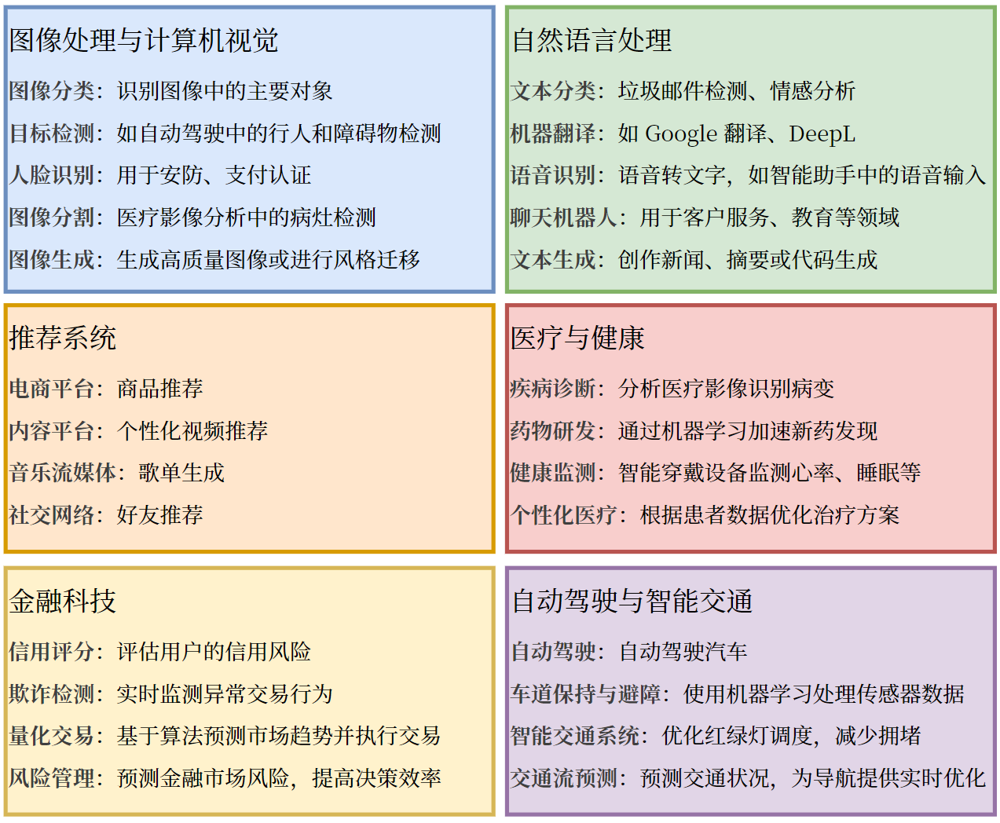 图像处理与计算机视觉
图像分类：识别图像中的主要对象
目标检测：如自动驾驶中的行人和障碍物检测
人脸识别：用于安防、支付认证
图像分割：医疗影像分析中的病灶检测
图像生成：生成高质量图像或进行风格迁移
自然语言处理
文本分类：垃圾邮件检测、情感分析
机器翻译：如 Google 翻译、DeepL
语音识别：语音转文字，如智能助手中的语音输入
聊天机器人：用于客户服务、教育等领域
文本生成：创作新闻、摘要或代码生成
推荐系统
电商平台：商品推荐
内容平台：个性化视频推荐
音乐流媒体：歌单生成
社交网络：好友推荐
医疗与健康
疾病诊断：分析医疗影像识别病变
药物研发：通过机器学习加速新药发现
健康监测：智能穿戴设备监测心率、睡眠等
个性化医疗：根据患者数据优化治疗方案
金融科技
信用评分：评估用户的信用风险
欺诈检测：实时监测异常交易行为
量化交易：基于算法预测市场趋势并执行交易
风险管理：预测金融市场风险，提高决策效率
自动驾驶与智能交通
自动驾驶：自动驾驶汽车
车道保持与避障：使用机器学习处理传感器数据
智能交通系统：优化红绿灯调度，减少拥堵
交通流预测：预测交通状况，为导航提供实时优化